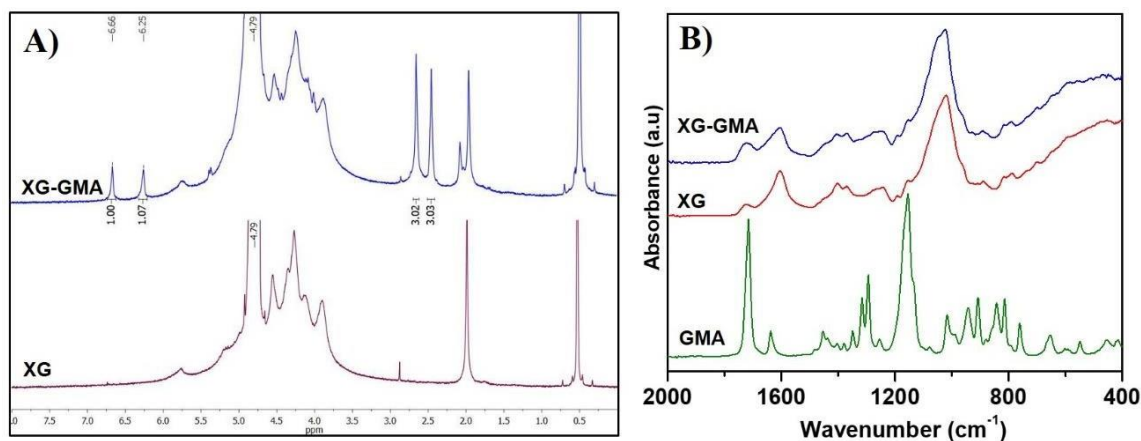 A)
—6.66
—6.25
—4.79
XG-GMA
1.00
1.07
3.02
3.03
—4.79
XG
.0 7.5 7.0 6.5 6.0 5.5 5.0 4.5 4.0 3.5 3.0 2.5 2.0 1.5 1.0 0.5
ppm
B)
Absorbance (a.u)
XG-GMA
XG
GMA
2000 1600 1200 800 400
Wavenumber (cm⁻¹)